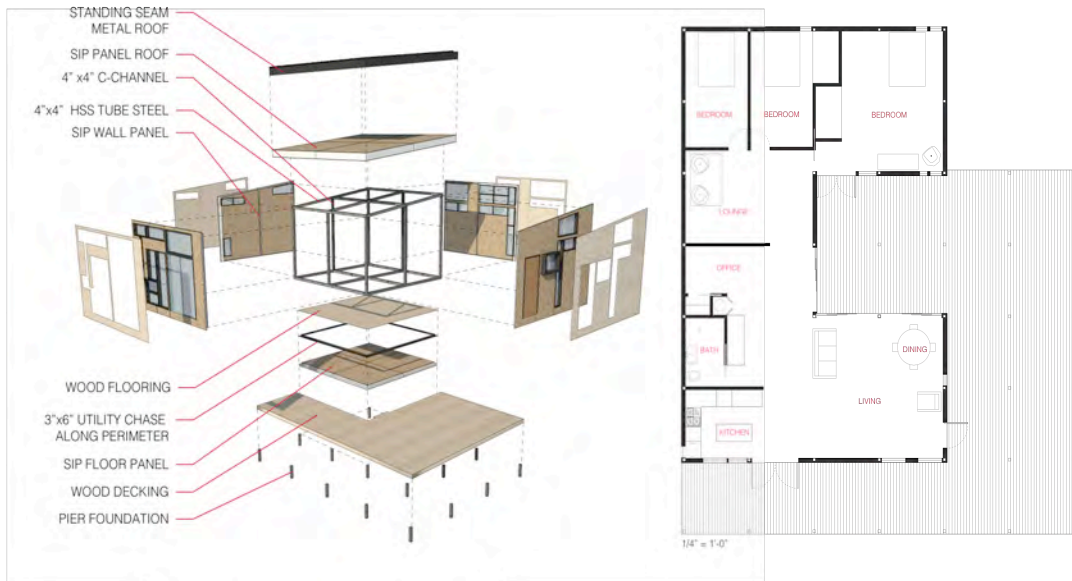 STANDING SEAM
METAL ROOF
SIP PANEL ROOF
4" x4" C-CHANNEL
4"x4" HSS TUBE STEEL
SIP WALL PANEL
WOOD FLOORING
3"x6" UTILITY CHASE
ALONG PERIMETER
SIP FLOOR PANEL
WOOD DECKING
PIER FOUNDATION
BEDROOM
BEDROOM
BEDROOM
LOUNGE
OFFICE
BATH
DINING
LIVING
KITCHEN
1/4" = 1'-0"